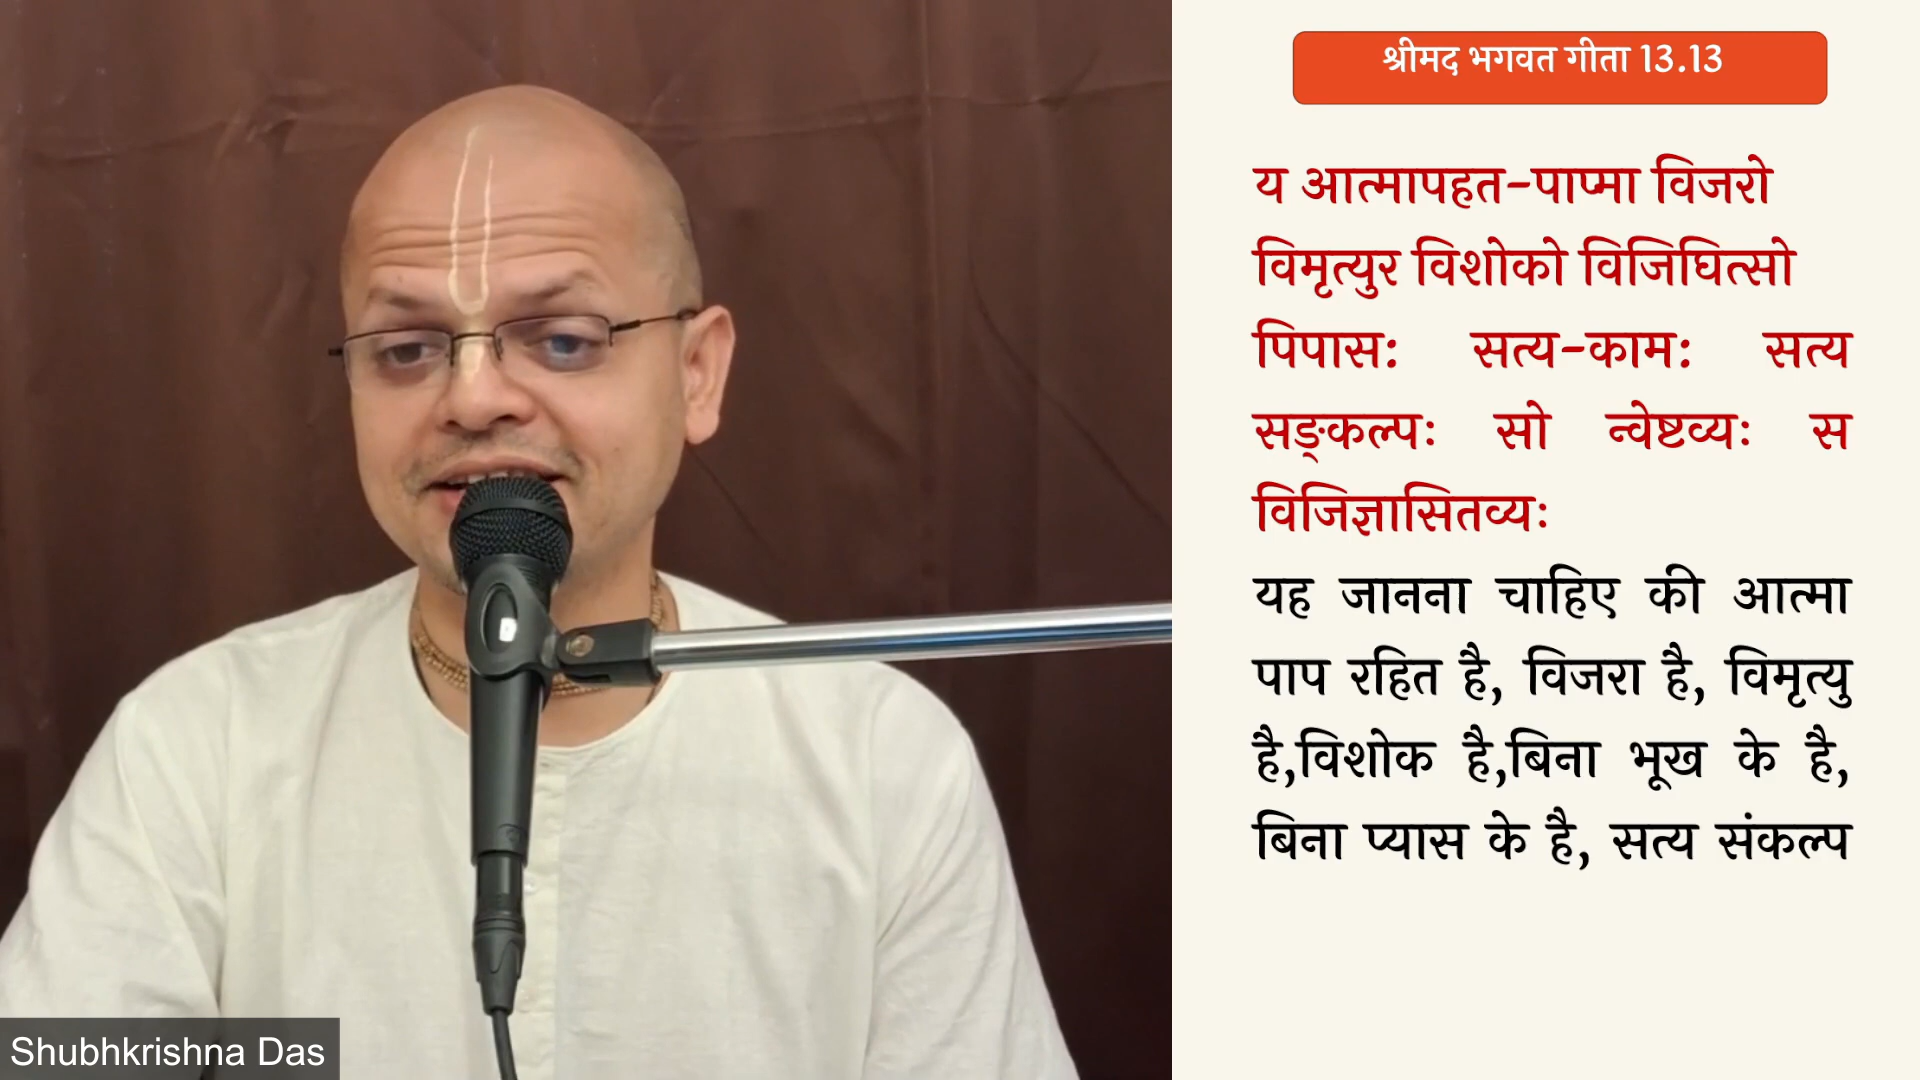 श्रीमद भगवत गीता 13.13
य आत्मापहत-पाप्मा विजरो
विमृत्युर विशोको विजिघित्सो
पिपास: सत्य-काम: सत्य
सङ्कल्पः सो न्वेष्टव्यः स
विजिज्ञासितव्यः
यह जानना चाहिए की आत्मा
पाप रहित है, विजरा है, विमृत्यु
है,विशोक है,बिना भूख के है,
बिना प्यास के है, सत्य संकल्प
Shubhkrishna Das